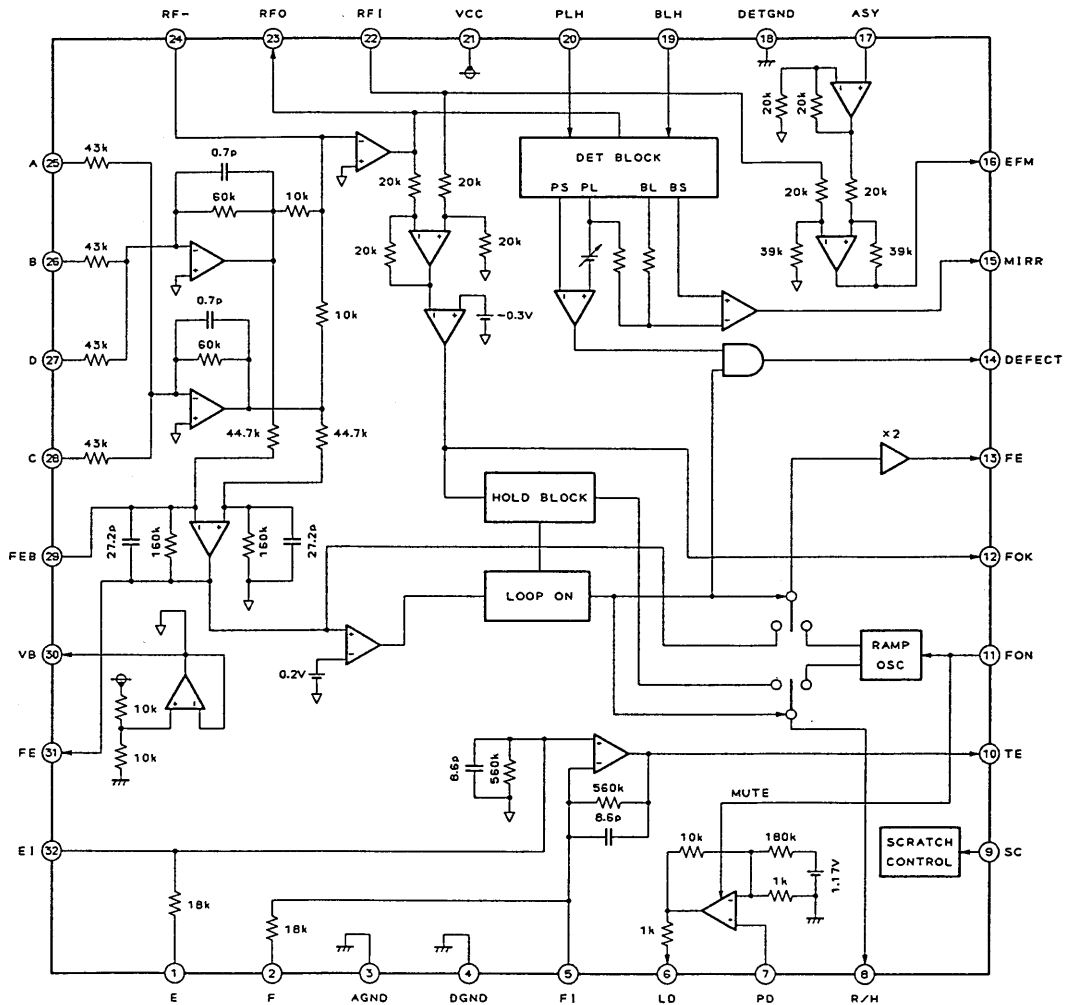 RF- RFO RFI VCC PLH BLH DETGND ASY
24 23 22 21 20 19 18 17
20k 20k
A 25 43k
0.7p
DET BLOCK
16 EFM
20k 20k
PS PL BL BS
20k 20k
60k 10k
B 26 43k
20k 20k
39k 39k
15 MIRR
0.7p
-0.3V
10k
D 27 43k
60k
14 DEFECT
44.7k 44.7k
×2
C 28 43k
13 FE
HOLD BLOCK
27.2p 160k 160k 27.2p
FEB 29
12 FOK
LOOP ON
VB 30
RAMP
OSC
11 FON
0.2V
10k
FE 31
10k
8.6p 560k
10 TE
560k
8.6p
MUTE
EI 32
10k 180k
1.17V
SCRATCH
CONTROL
9 SC
1k
18k
18k
1k
1 2 3 4 5 6 7 8
E F AGND DGND FI LD PD R/H